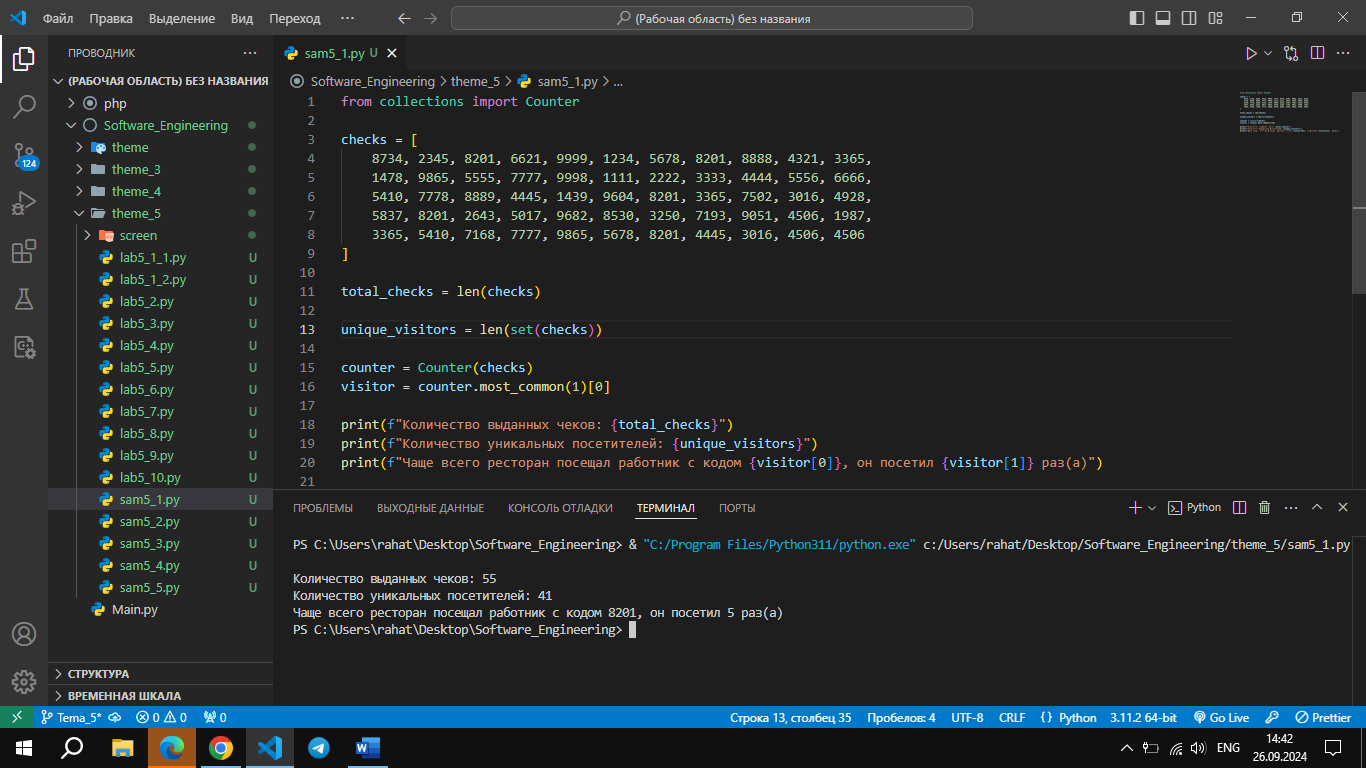 Файл Правка Выделение Вид Переход ··· (Рабочая область) без названия
ПРОВОДНИК ···
(РАБОЧАЯ ОБЛАСТЬ) БЕЗ НАЗВАНИЯ
php
Software_Engineering
theme
theme_3
theme_4
theme_5
screen
lab5_1_1.py U
lab5_1_2.py U
lab5_2.py U
lab5_3.py U
lab5_4.py U
lab5_5.py U
lab5_6.py U
lab5_7.py U
lab5_8.py U
lab5_9.py U
lab5_10.py U
sam5_1.py U
sam5_2.py U
sam5_3.py U
sam5_4.py U
sam5_5.py U
Main.py
СТРУКТУРА
ВРЕМЕННАЯ ШКАЛА
124
sam5_1.py U
Software_Engineering > theme_5 > sam5_1.py > ...
1 from collections import Counter
2
3 checks = [
4 8734, 2345, 8201, 6621, 9999, 1234, 5678, 8201, 8888, 4321, 3365,
5 1478, 9865, 5555, 7777, 9998, 1111, 2222, 3333, 4444, 5556, 6666,
6 5410, 7778, 8889, 4445, 1439, 9604, 8201, 3365, 7502, 3016, 4928,
7 5837, 8201, 2643, 5017, 9682, 8530, 3250, 7193, 9051, 4506, 1987,
8 3365, 5410, 7168, 7777, 9865, 5678, 8201, 4445, 3016, 4506, 4506
9 ]
10
11 total_checks = len(checks)
12
13 unique_visitors = len(set(checks))
14
15 counter = Counter(checks)
16 visitor = counter.most_common(1)[0]
17
18 print(f"Количество выданных чеков: {total_checks}")
19 print(f"Количество уникальных посетителей: {unique_visitors}")
20 print(f"Чаще всего ресторан посещал работник с кодом {visitor[0]}, он посетил {visitor[1]} раз(а)")
21
ПРОБЛЕМЫ ВЫХОДНЫЕ ДАННЫЕ КОНСОЛЬ ОТЛАДКИ ТЕРМИНАЛ ПОРТЫ Python
PS C:\Users\rahat\Desktop\Software_Engineering> & "C:/Program Files/Python311/python.exe" c:/Users/rahat/Desktop/Software_Engineering/theme_5/sam5_1.py
Количество выданных чеков: 55
Количество уникальных посетителей: 41
Чаще всего ресторан посещал работник с кодом 8201, он посетил 5 раз(а)
PS C:\Users\rahat\Desktop\Software_Engineering>
Tema_5* 0 0 0 Строка 13, столбец 35 Пробелов: 4 UTF-8 CRLF Python 3.11.2 64-bit Go Live Prettier
ENG 14:42
26.09.2024